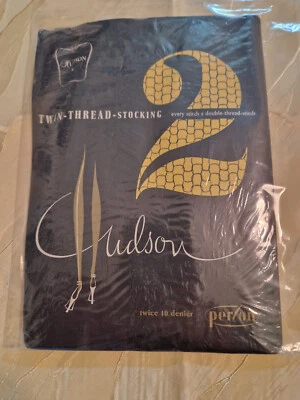 2
TWIN-THREAD-STOCKING every stitch a double thread-stitch
Hudson
twice 10 denier perlon